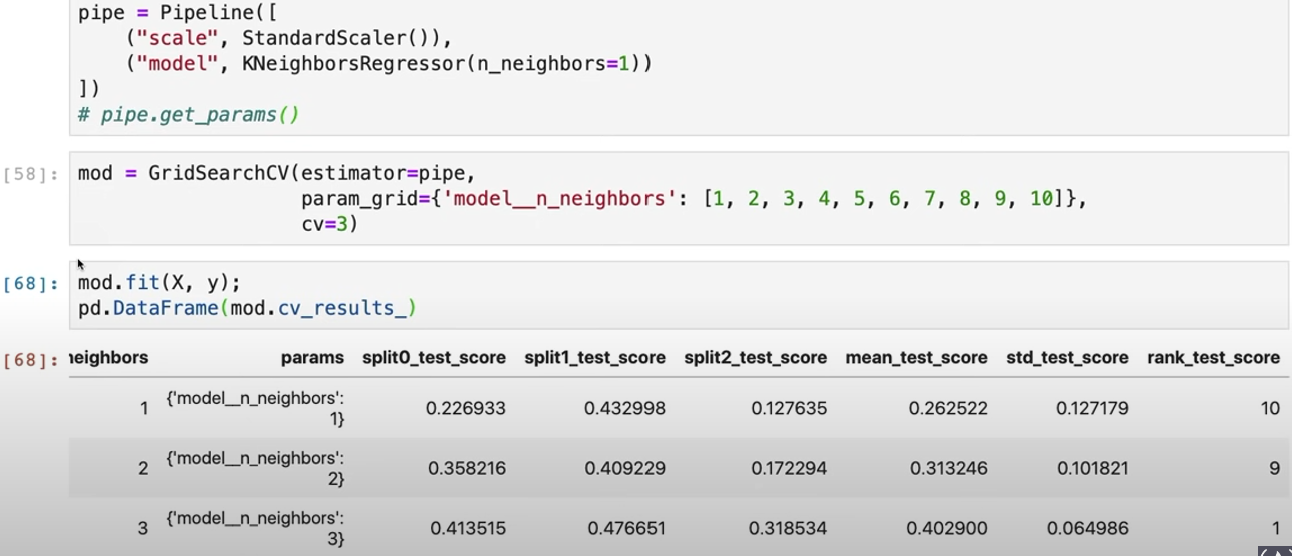 pipe = Pipeline([
    ("scale", StandardScaler()),
    ("model", KNeighborsRegressor(n_neighbors=1))
])
# pipe.get_params()
[58]: mod = GridSearchCV(estimator=pipe,
                   param_grid={'model__n_neighbors': [1, 2, 3, 4, 5, 6, 7, 8, 9, 10]},
                   cv=3)
[68]: mod.fit(X, y);
pd.DataFrame(mod.cv_results_)
[68]: neighbors params split0_test_score split1_test_score split2_test_score mean_test_score std_test_score rank_test_score
1 {'model__n_neighbors': 1} 0.226933 0.432998 0.127635 0.262522 0.127179 10
2 {'model__n_neighbors': 2} 0.358216 0.409229 0.172294 0.313246 0.101821 9
3 {'model__n_neighbors': 3} 0.413515 0.476651 0.318534 0.402900 0.064986 1